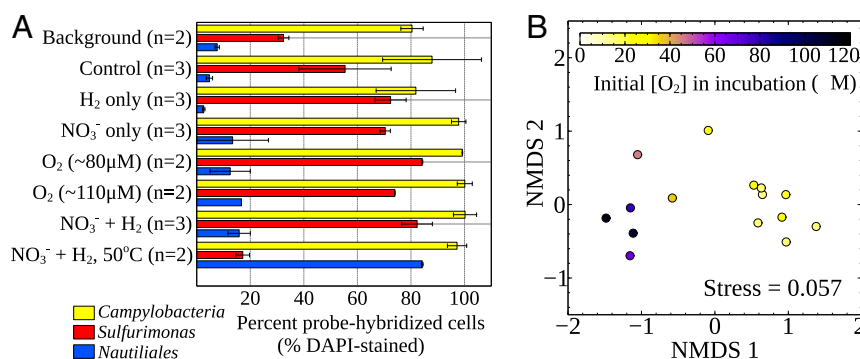 A
Background (n=2)
Control (n=3)
H₂ only (n=3)
NO₃⁻ only (n=3)
O₂ (~80μM) (n=2)
O₂ (~110μM) (n=2)
NO₃⁻ + H₂ (n=3)
NO₃⁻ + H₂, 50°C (n=2)
20 40 60 80 100
Percent probe-hybridized cells
(% DAPI-stained)
Campylobacteria
Sulfurimonas
Nautiliales
B
0 20 40 60 80 100 120
Initial [O₂] in incubation ( M)
NMDS 2
1
0
−1
Stress = 0.057
−2 −1 0 1 2
NMDS 1